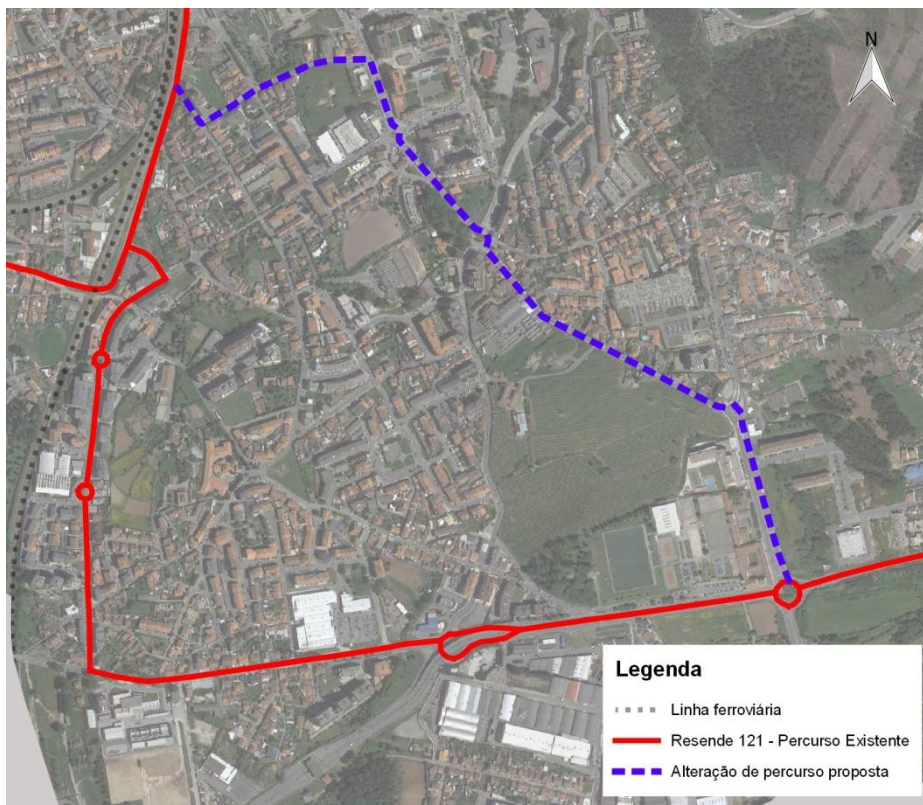 N
Legenda
Linha ferroviária
Resende 121 - Percurso Existente
Alteração de percurso proposta